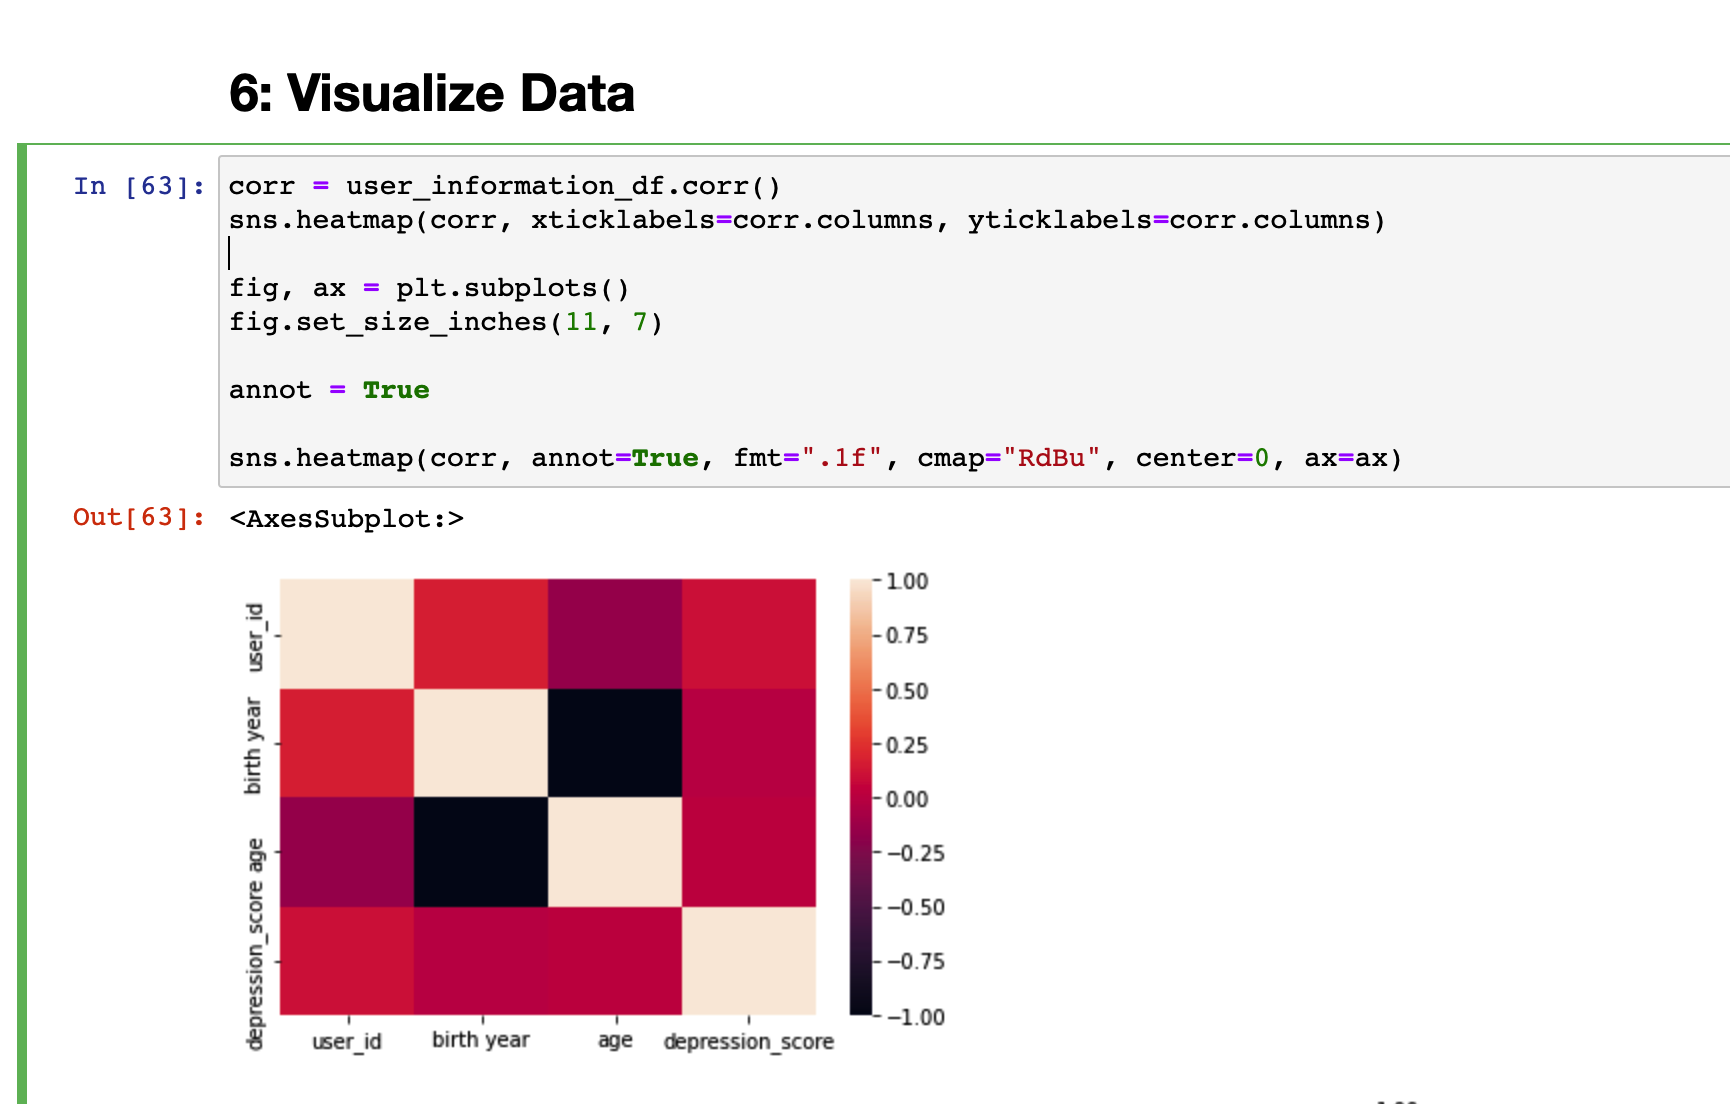 6: Visualize Data
In [63]:
corr = user_information_df.corr()
sns.heatmap(corr, xticklabels=corr.columns, yticklabels=corr.columns)
fig, ax = plt.subplots()
fig.set_size_inches(11, 7)
annot = True
sns.heatmap(corr, annot=True, fmt=".1f", cmap="RdBu", center=0, ax=ax)
Out[63]: <AxesSubplot:>
user_id
birth year
age
depression_score
user_id
birth year
age
depression_score
1.00
0.75
0.50
0.25
0.00
−0.25
−0.50
−0.75
−1.00